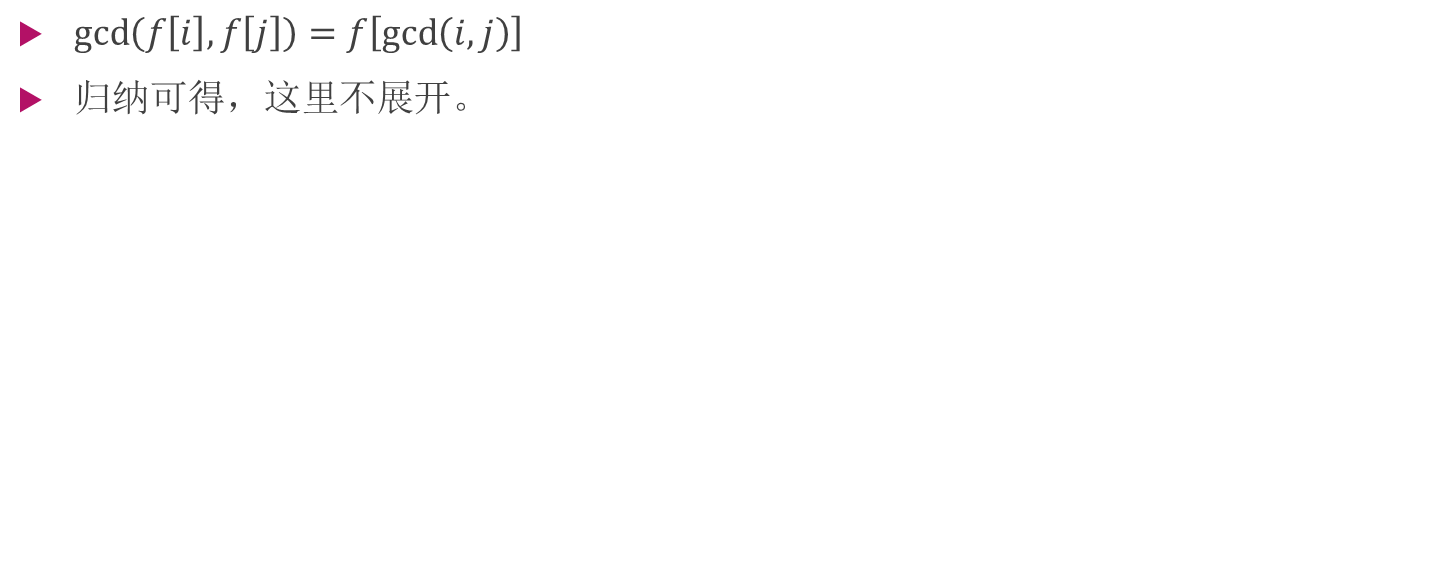 gcd(f[i],f[j]) = f[gcd(i,j)]
归纳可得，这里不展开。